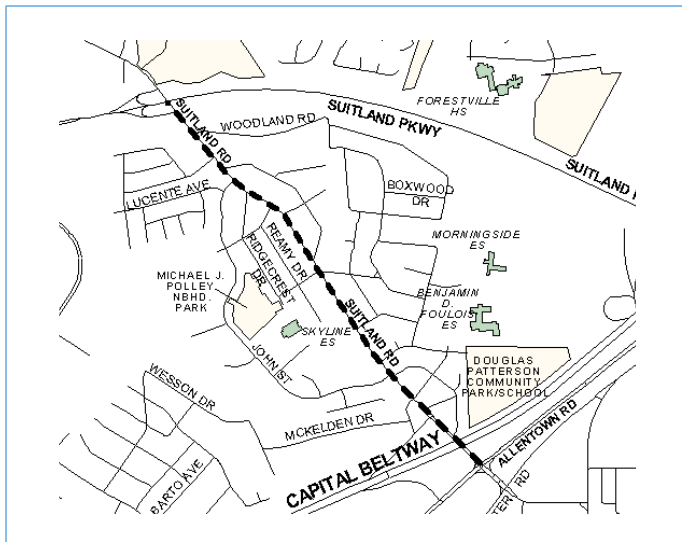 FORESTVILLE
HS
SUITLAND RD
WOODLAND RD
SUITLAND PKWY
SUITLAND
LUCENTE AVE
BOXWOOD
DR
REAMY DR
RIDGECREST
DR
MORNINGSIDE
ES
MICHAEL J.
POLLEY
NBHD.
PARK
BENJAMIN
D.
FOULOIS
ES
SKYLINE
ES
SUITLAND RD
JOHN ST
DOUGLAS
PATTERSON
COMMUNITY
PARK/SCHOOL
WESSON DR
MCKELDEN DR
ALLENTOWN RD
CAPITAL BELTWAY
BARTO AVE
RD